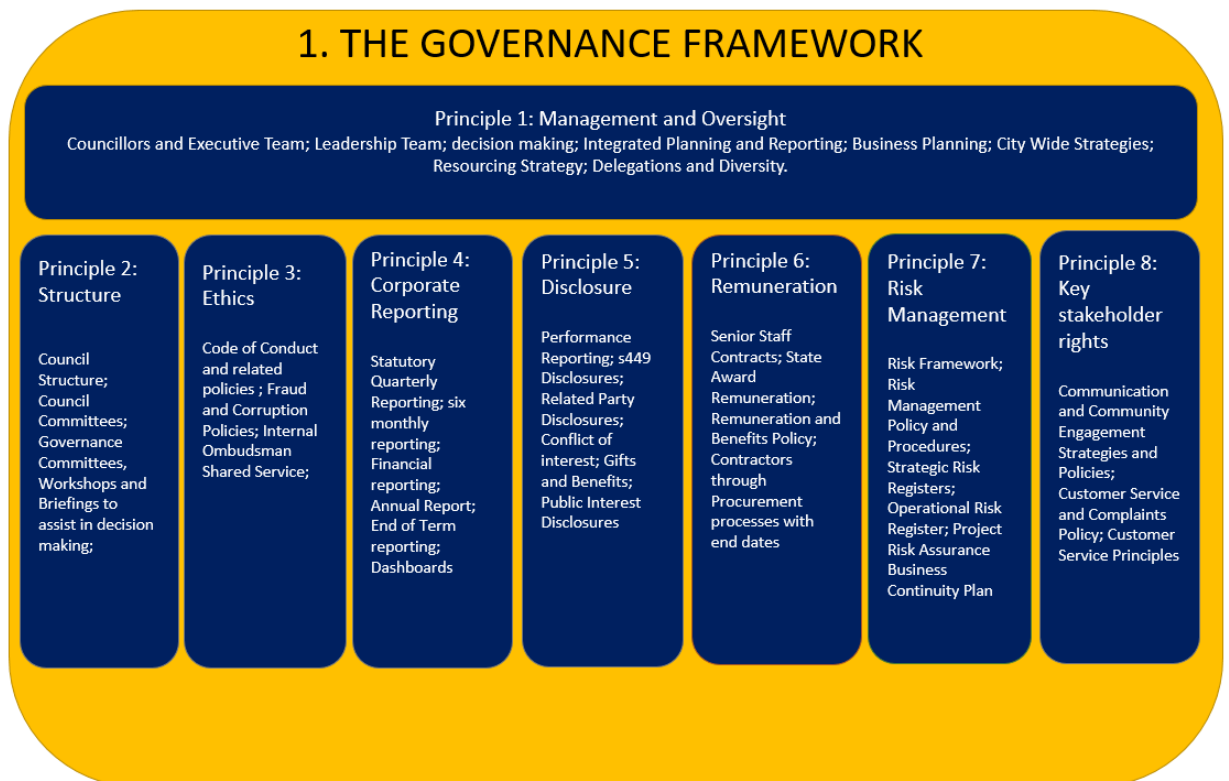 1. THE GOVERNANCE FRAMEWORK
Principle 1: Management and Oversight
Councillors and Executive Team; Leadership Team; decision making; Integrated Planning and Reporting; Business Planning; City Wide Strategies;
Resourcing Strategy; Delegations and Diversity.
Principle 2:
Structure
Council
Structure;
Council
Committees;
Governance
Committees,
Workshops and
Briefings to
assist in decision
making;
Principle 3:
Ethics
Code of Conduct
and related
policies ; Fraud
and Corruption
Policies; Internal
Ombudsman
Shared Service;
Principle 4:
Corporate
Reporting
Statutory
Quarterly
Reporting; six
monthly
reporting;
Financial
reporting;
Annual Report;
End of Term
reporting;
Dashboards
Principle 5:
Disclosure
Performance
Reporting; s449
Disclosures;
Related Party
Disclosures;
Conflict of
interest; Gifts
and Benefits;
Public Interest
Disclosures
Principle 6:
Remuneration
Senior Staff
Contracts; State
Award
Remuneration;
Remuneration and
Benefits Policy;
Contractors
through
Procurement
processes with
end dates
Principle 7:
Risk
Management
Risk Framework;
Risk
Management
Policy and
Procedures;
Strategic Risk
Registers;
Operational Risk
Register; Project
Risk Assurance
Business
Continuity Plan
Principle 8:
Key
stakeholder
rights
Communication
and Community
Engagement
Strategies and
Policies;
Customer Service
and Complaints
Policy; Customer
Service Principles